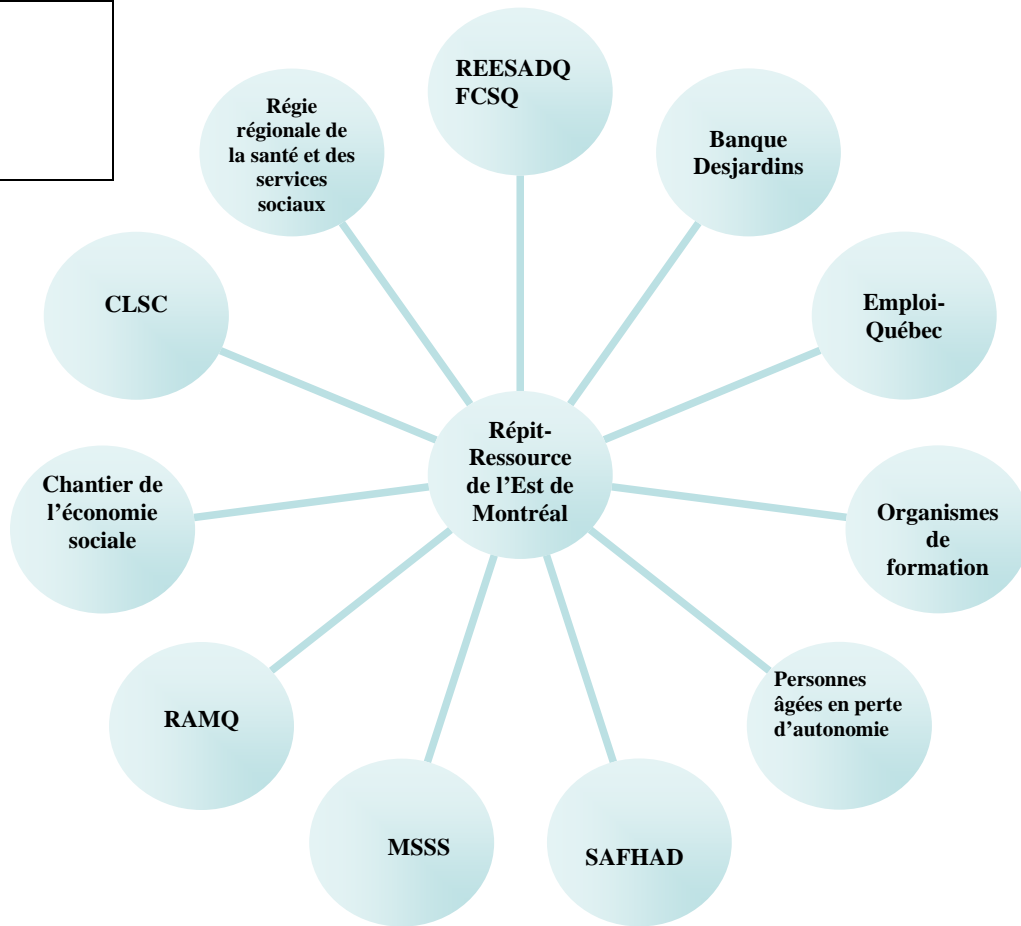 REESADQ
FCSQ
Banque
Desjardins
Emploi-
Québec
Organismes
de
formation
Personnes
âgées en perte
d'autonomie
SAFHAD
MSSS
RAMQ
Chantier de
l'économie
sociale
CLSC
Régie
régionale de
la santé et des
services
sociaux
Répit-
Ressource
de l'Est de
Montréal